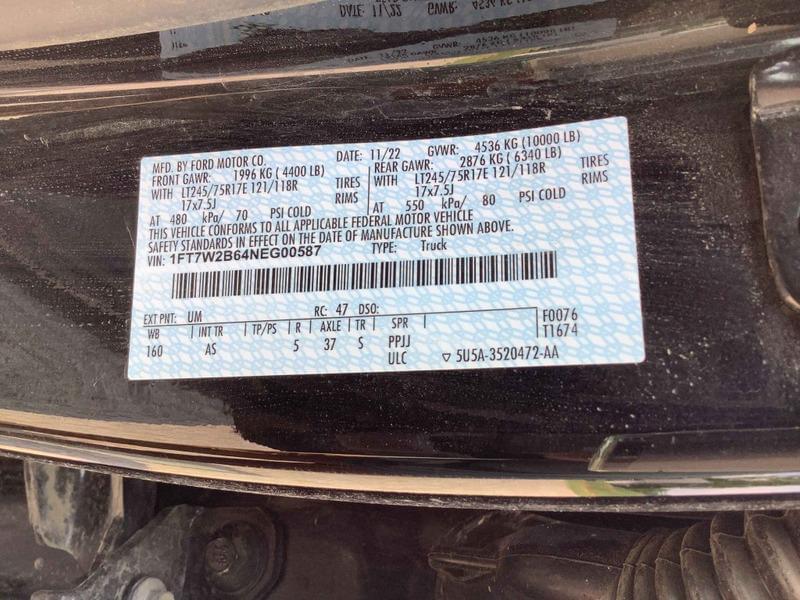 MFD. BY FORD MOTOR CO.
DATE: 11/22 GVWR: 4536 KG (10000 LB)
FRONT GAWR: 1996 KG ( 4400 LB)
REAR GAWR: 2876 KG ( 6340 LB)
WITH LT245/75R17E 121/118R TIRES
WITH LT245/75R17E 121/118R TIRES
17x7.5J RIMS
17x7.5J RIMS
AT 480 kPa/ 70 PSI COLD
AT 550 kPa/ 80 PSI COLD
THIS VEHICLE CONFORMS TO ALL APPLICABLE FEDERAL MOTOR VEHICLE
SAFETY STANDARDS IN EFFECT ON THE DATE OF MANUFACTURE SHOWN ABOVE.
VIN: 1FT7W2B64NEG00587 TYPE: Truck
EXT PNT: UM RC: 47 DSO:
WB INT TR TP/PS R AXLE TR SPR
160 AS 5 37 S PPJJ
ULC
F0076
T1674
5U5A-3520472-AA